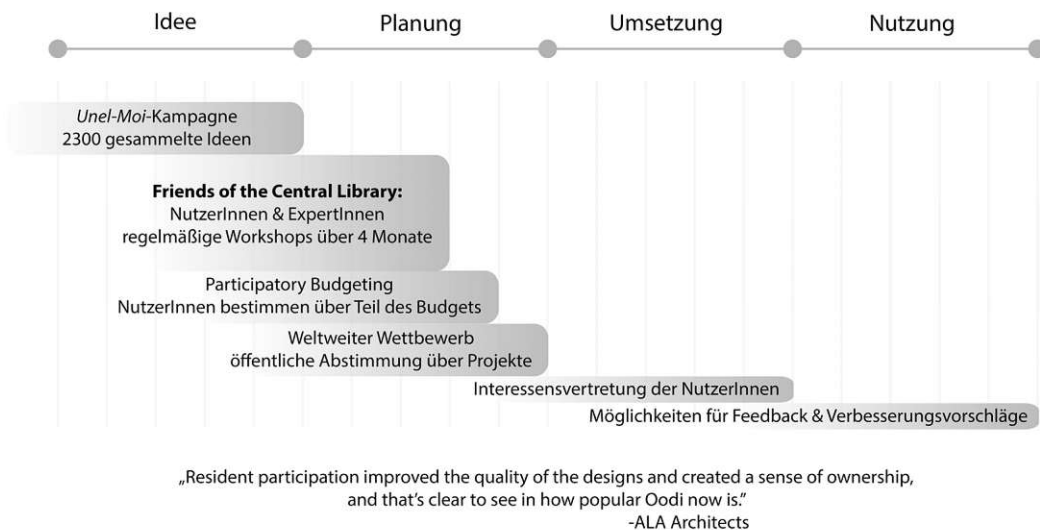 Idee Planung Umsetzung Nutzung
Unel-Moi-Kampagne
2300 gesammelte Ideen
Friends of the Central Library:
NutzerInnen & ExpertInnen
regelmäßige Workshops über 4 Monate
Participatory Budgeting
NutzerInnen bestimmen über Teil des Budgets
Weltweiter Wettbewerb
öffentliche Abstimmung über Projekte
Interessensvertretung der NutzerInnen
Möglichkeiten für Feedback & Verbesserungsvorschläge
„Resident participation improved the quality of the designs and created a sense of ownership,
and that's clear to see in how popular Oodi now is.”
-ALA Architects